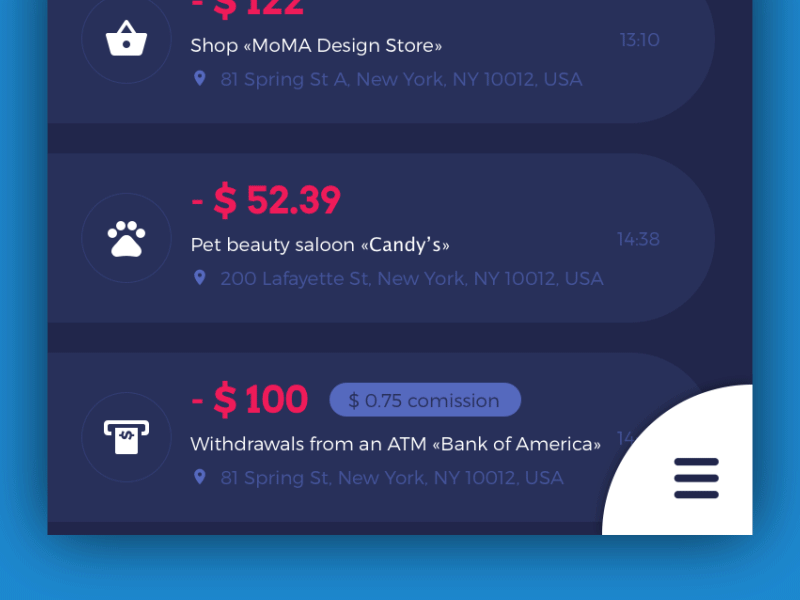 - $ 122
Shop «MoMA Design Store»
13:10
81 Spring St A, New York, NY 10012, USA
- $ 52.39
Pet beauty saloon «Candy’s»
14:38
200 Lafayette St, New York, NY 10012, USA
- $ 100
$ 0.75 comission
Withdrawals from an ATM «Bank of America»
81 Spring St, New York, NY 10012, USA